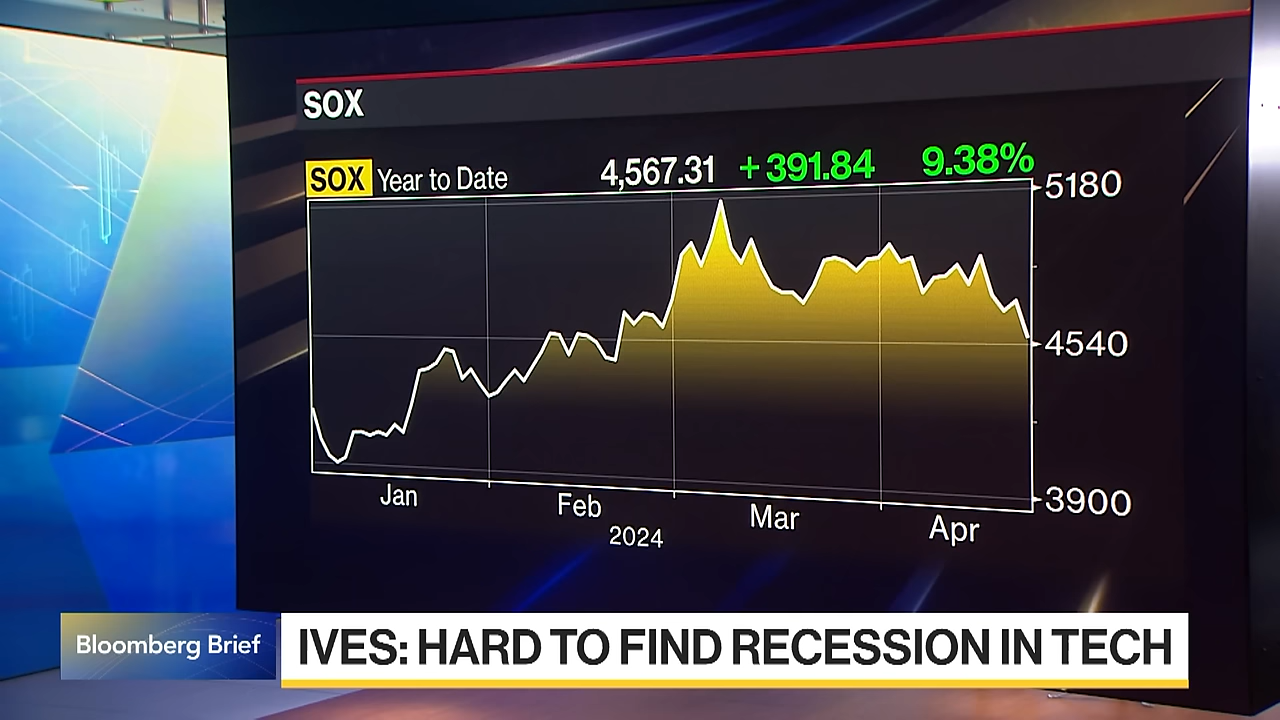 SOX
SOX Year to Date 4,567.31 +391.84 9.38%
5180
4540
3900
Jan Feb Mar Apr
2024
Bloomberg Brief
IVES: HARD TO FIND RECESSION IN TECH